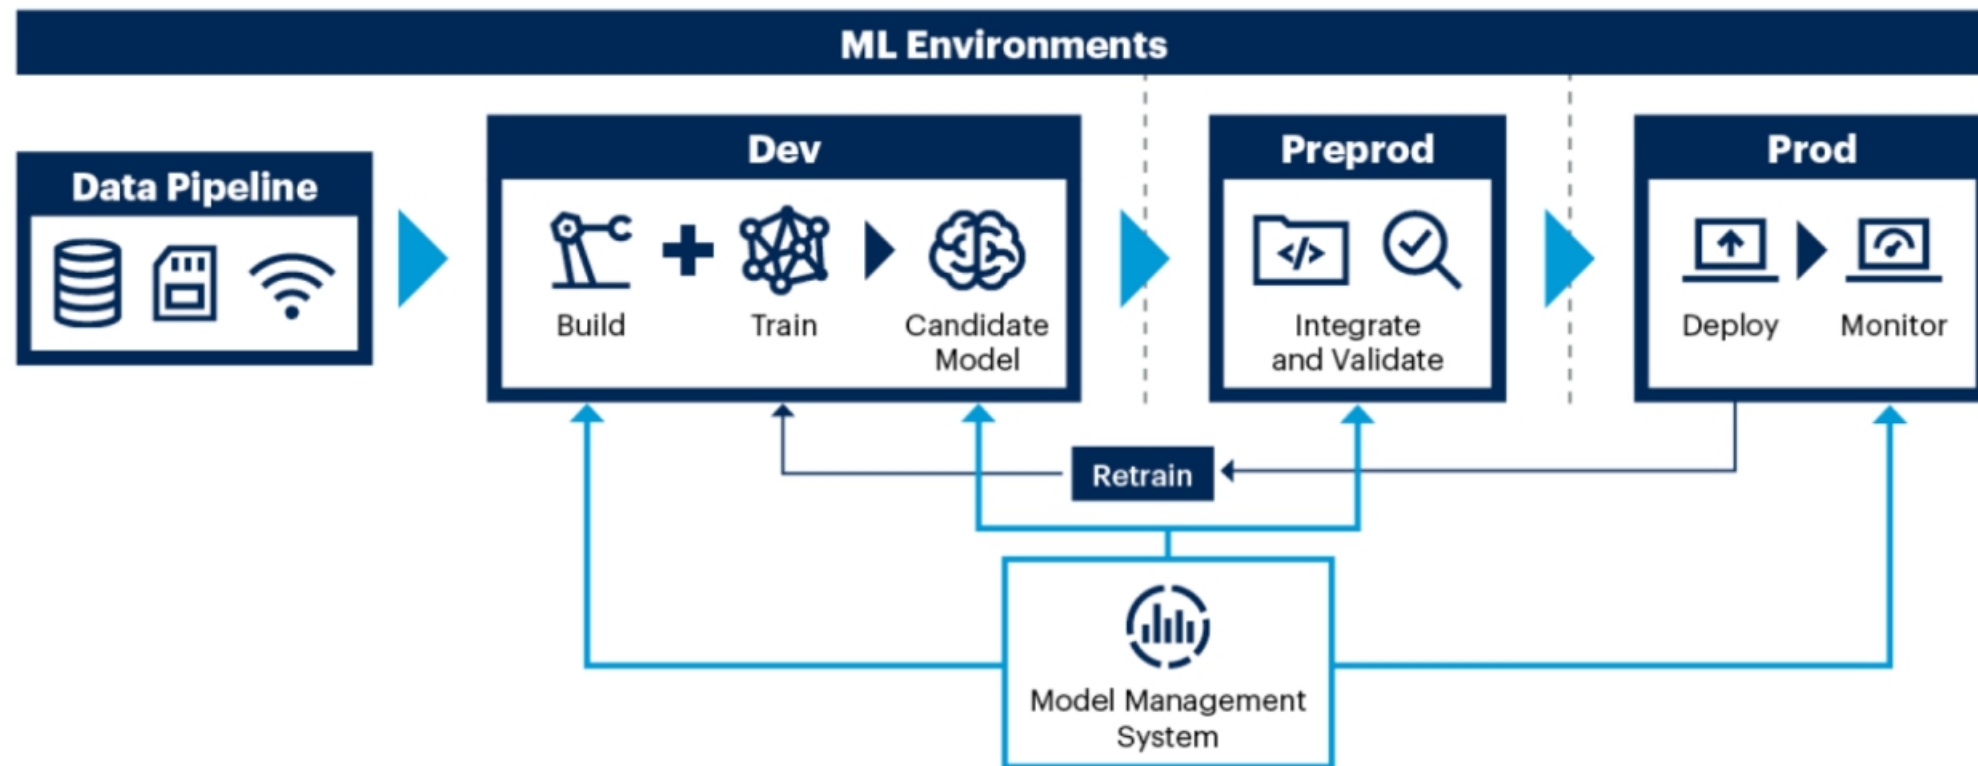 ML Environments
Data Pipeline
Dev
Build
Train
Candidate
Model
Preprod
</>
Integrate
and Validate
Prod
Deploy
Monitor
Retrain
Model Management
System